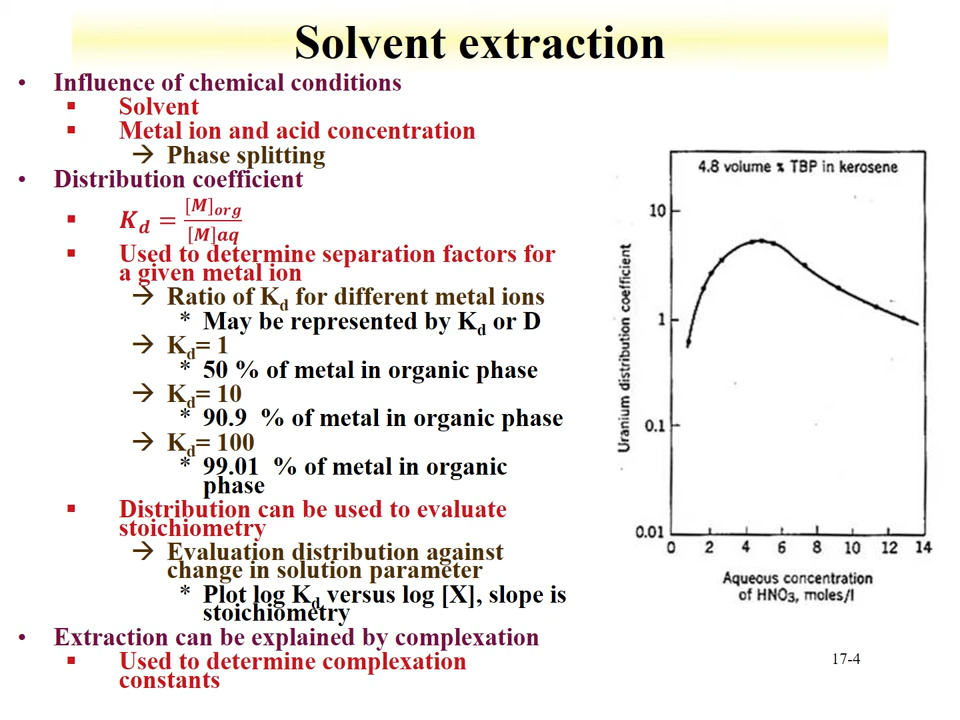 Solvent extraction
• Influence of chemical conditions
▪ Solvent
▪ Metal ion and acid concentration
→ Phase splitting
• Distribution coefficient
▪ K_d = [M]_org / [M]aq
▪ Used to determine separation factors for
a given metal ion
→ Ratio of K_d for different metal ions
* May be represented by K_d or D
→ K_d= 1
* 50 % of metal in organic phase
→ K_d= 10
* 90.9 % of metal in organic phase
→ K_d= 100
* 99.01 % of metal in organic
phase
▪ Distribution can be used to evaluate
stoichiometry
→ Evaluation distribution against
change in solution parameter
* Plot log K_d versus log [X], slope is
stoichiometry
• Extraction can be explained by complexation
▪ Used to determine complexation
constants
4.8 volume % TBP in kerosene
Uranium distribution coefficient
10
1
0.1
0.01
0 2 4 6 8 10 12 14
Aqueous concentration
of HNO₃, moles/l
17-4